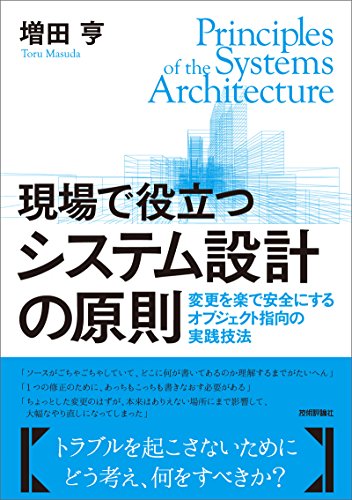 増田 亨
Toru Masuda
Principles
of the Systems
Architecture
現場で役立つ
システム設計
の原則
変更を楽で安全にする
オブジェクト指向の
実践技法
「ソースがごちゃごちゃしていて、どこに何が書いてあるのか理解するまでがたいへん」
「1つの修正のために、あっちもこっちも書きなおす必要がある」
「ちょっとした変更のはずが、本来はありえない場所にまで影響して、
大幅なやり直しになってしまった」
技術評論社
トラブルを起こさないために
どう考え、何をすべきか?